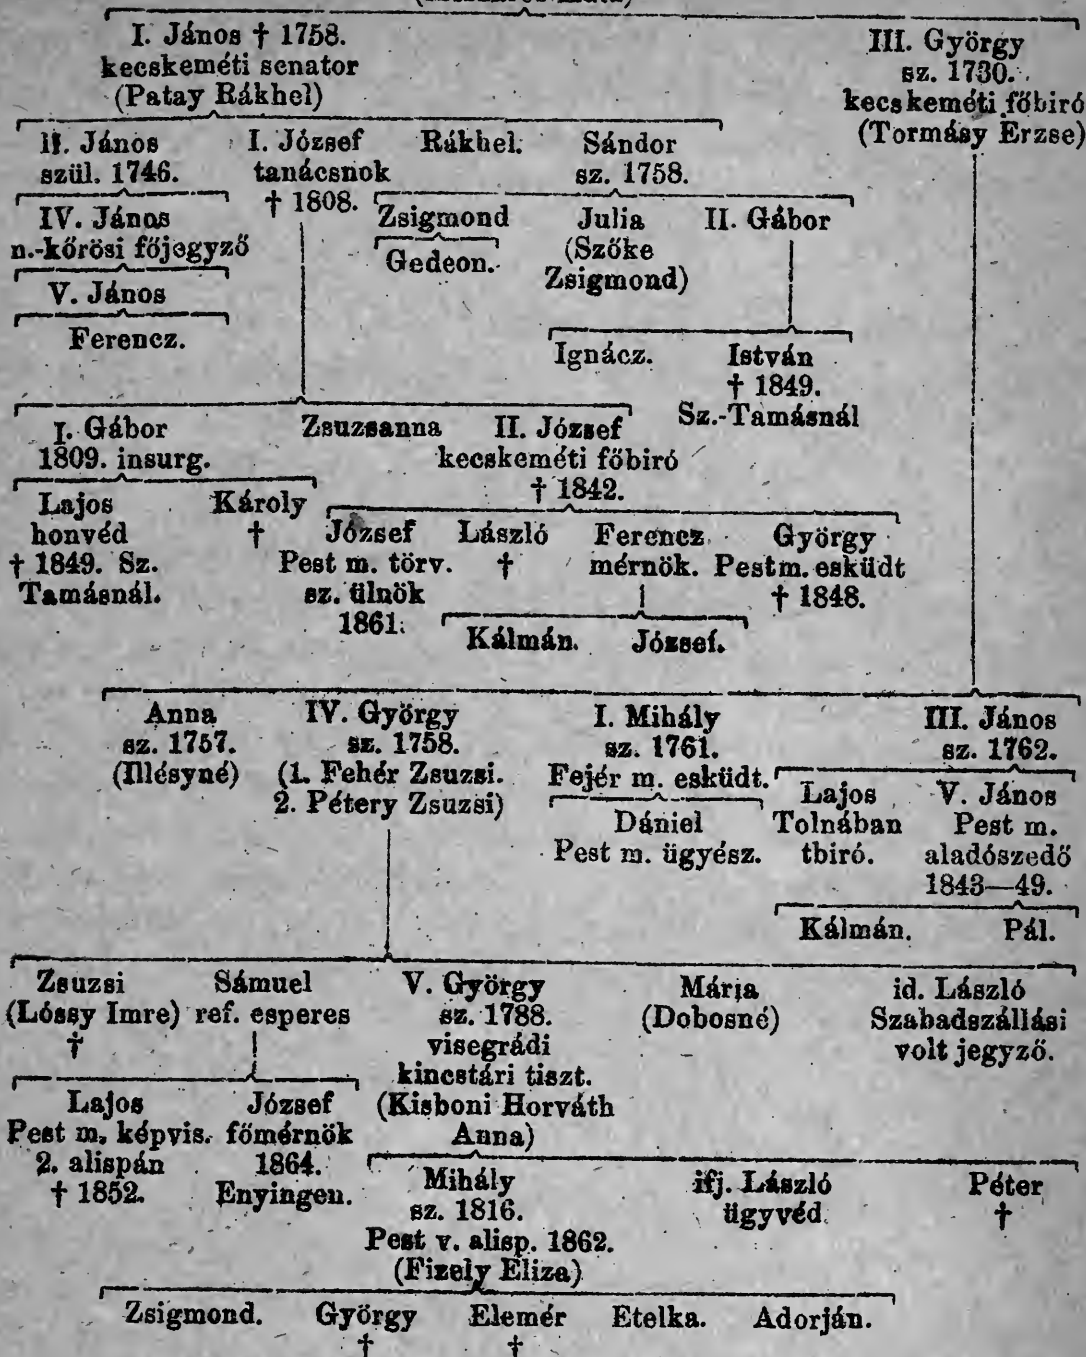 I. János † 1758.
kecskeméti senator
(Patay Rákhel)
III. György
sz. 1730.
kecskeméti főbiró
(Tormásy Erzse)
II. János
szül. 1746.
I. József
tanácsnok
† 1808.
Rákhel.
Sándor
sz. 1758.
IV. János
n.-kőrösi főjegyző
Zsigmond
Julia
(Szőke
Zsigmond)
II. Gábor
Gedeon.
V. János
Ferencz.
Ignácz.
István
† 1849.
Sz.-Tamásnál
I. Gábor
1809. insurg.
Zsuzsanna
II. József
kecskeméti főbiró
† 1842.
Lajos
honvéd
† 1849. Sz.
Tamásnál.
Károly
†
József
Pest m. törv.
sz. ülnök
1861.
László
†
Ferencz
mérnök.
György
Pestm. esküdt
† 1848.
Kálmán.
József.
Anna
sz. 1757.
(Illésyné)
IV. György
sz. 1758.
(1. Fehér Zsuzsi.
2. Pétery Zsuzsi)
I. Mihály
sz. 1761.
Fejér m. esküdt.
III. János
sz. 1762.
Dániel
Pest m. ügyész.
Lajos
Tolnában
tbiró.
V. János
Pest m.
aladószedő
1843—49.
Kálmán.
Pál.
Zsuzsi
(Lóssy Imre)
†
Sámuel
ref. esperes
V. György
sz. 1788.
visegrádi
kincstári tiszt.
(Kisboni Horváth
Anna)
Mária
(Dobosné)
id. László
Szabadszállási
volt jegyző.
Lajos
Pest m. képvis.
2. alispán
† 1852.
József
főmérnök
1864.
Enyingen.
Mihály
sz. 1816.
Pest v. alisp. 1862.
(Fizely Eliza)
ifj. László
ügyvéd.
Péter
†
Zsigmond.
György
†
Elemér
†
Etelka.
Adorján.